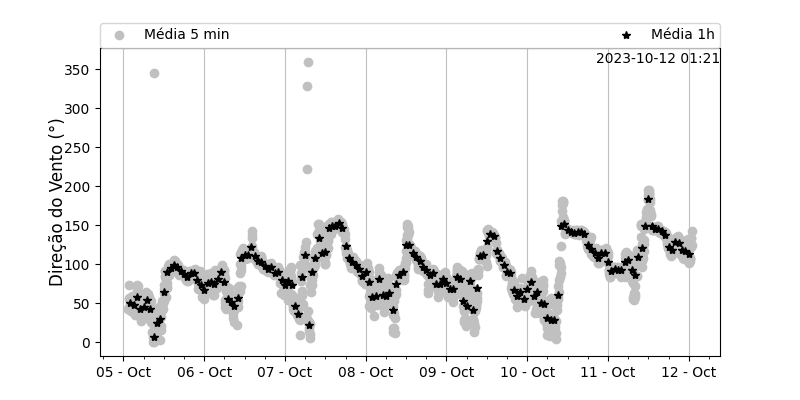 Média 5 min
Média 1h
2023-10-12 01:21
Direção do Vento (°)
350
300
250
200
150
100
50
0
05 - Oct
06 - Oct
07 - Oct
08 - Oct
09 - Oct
10 - Oct
11 - Oct
12 - Oct